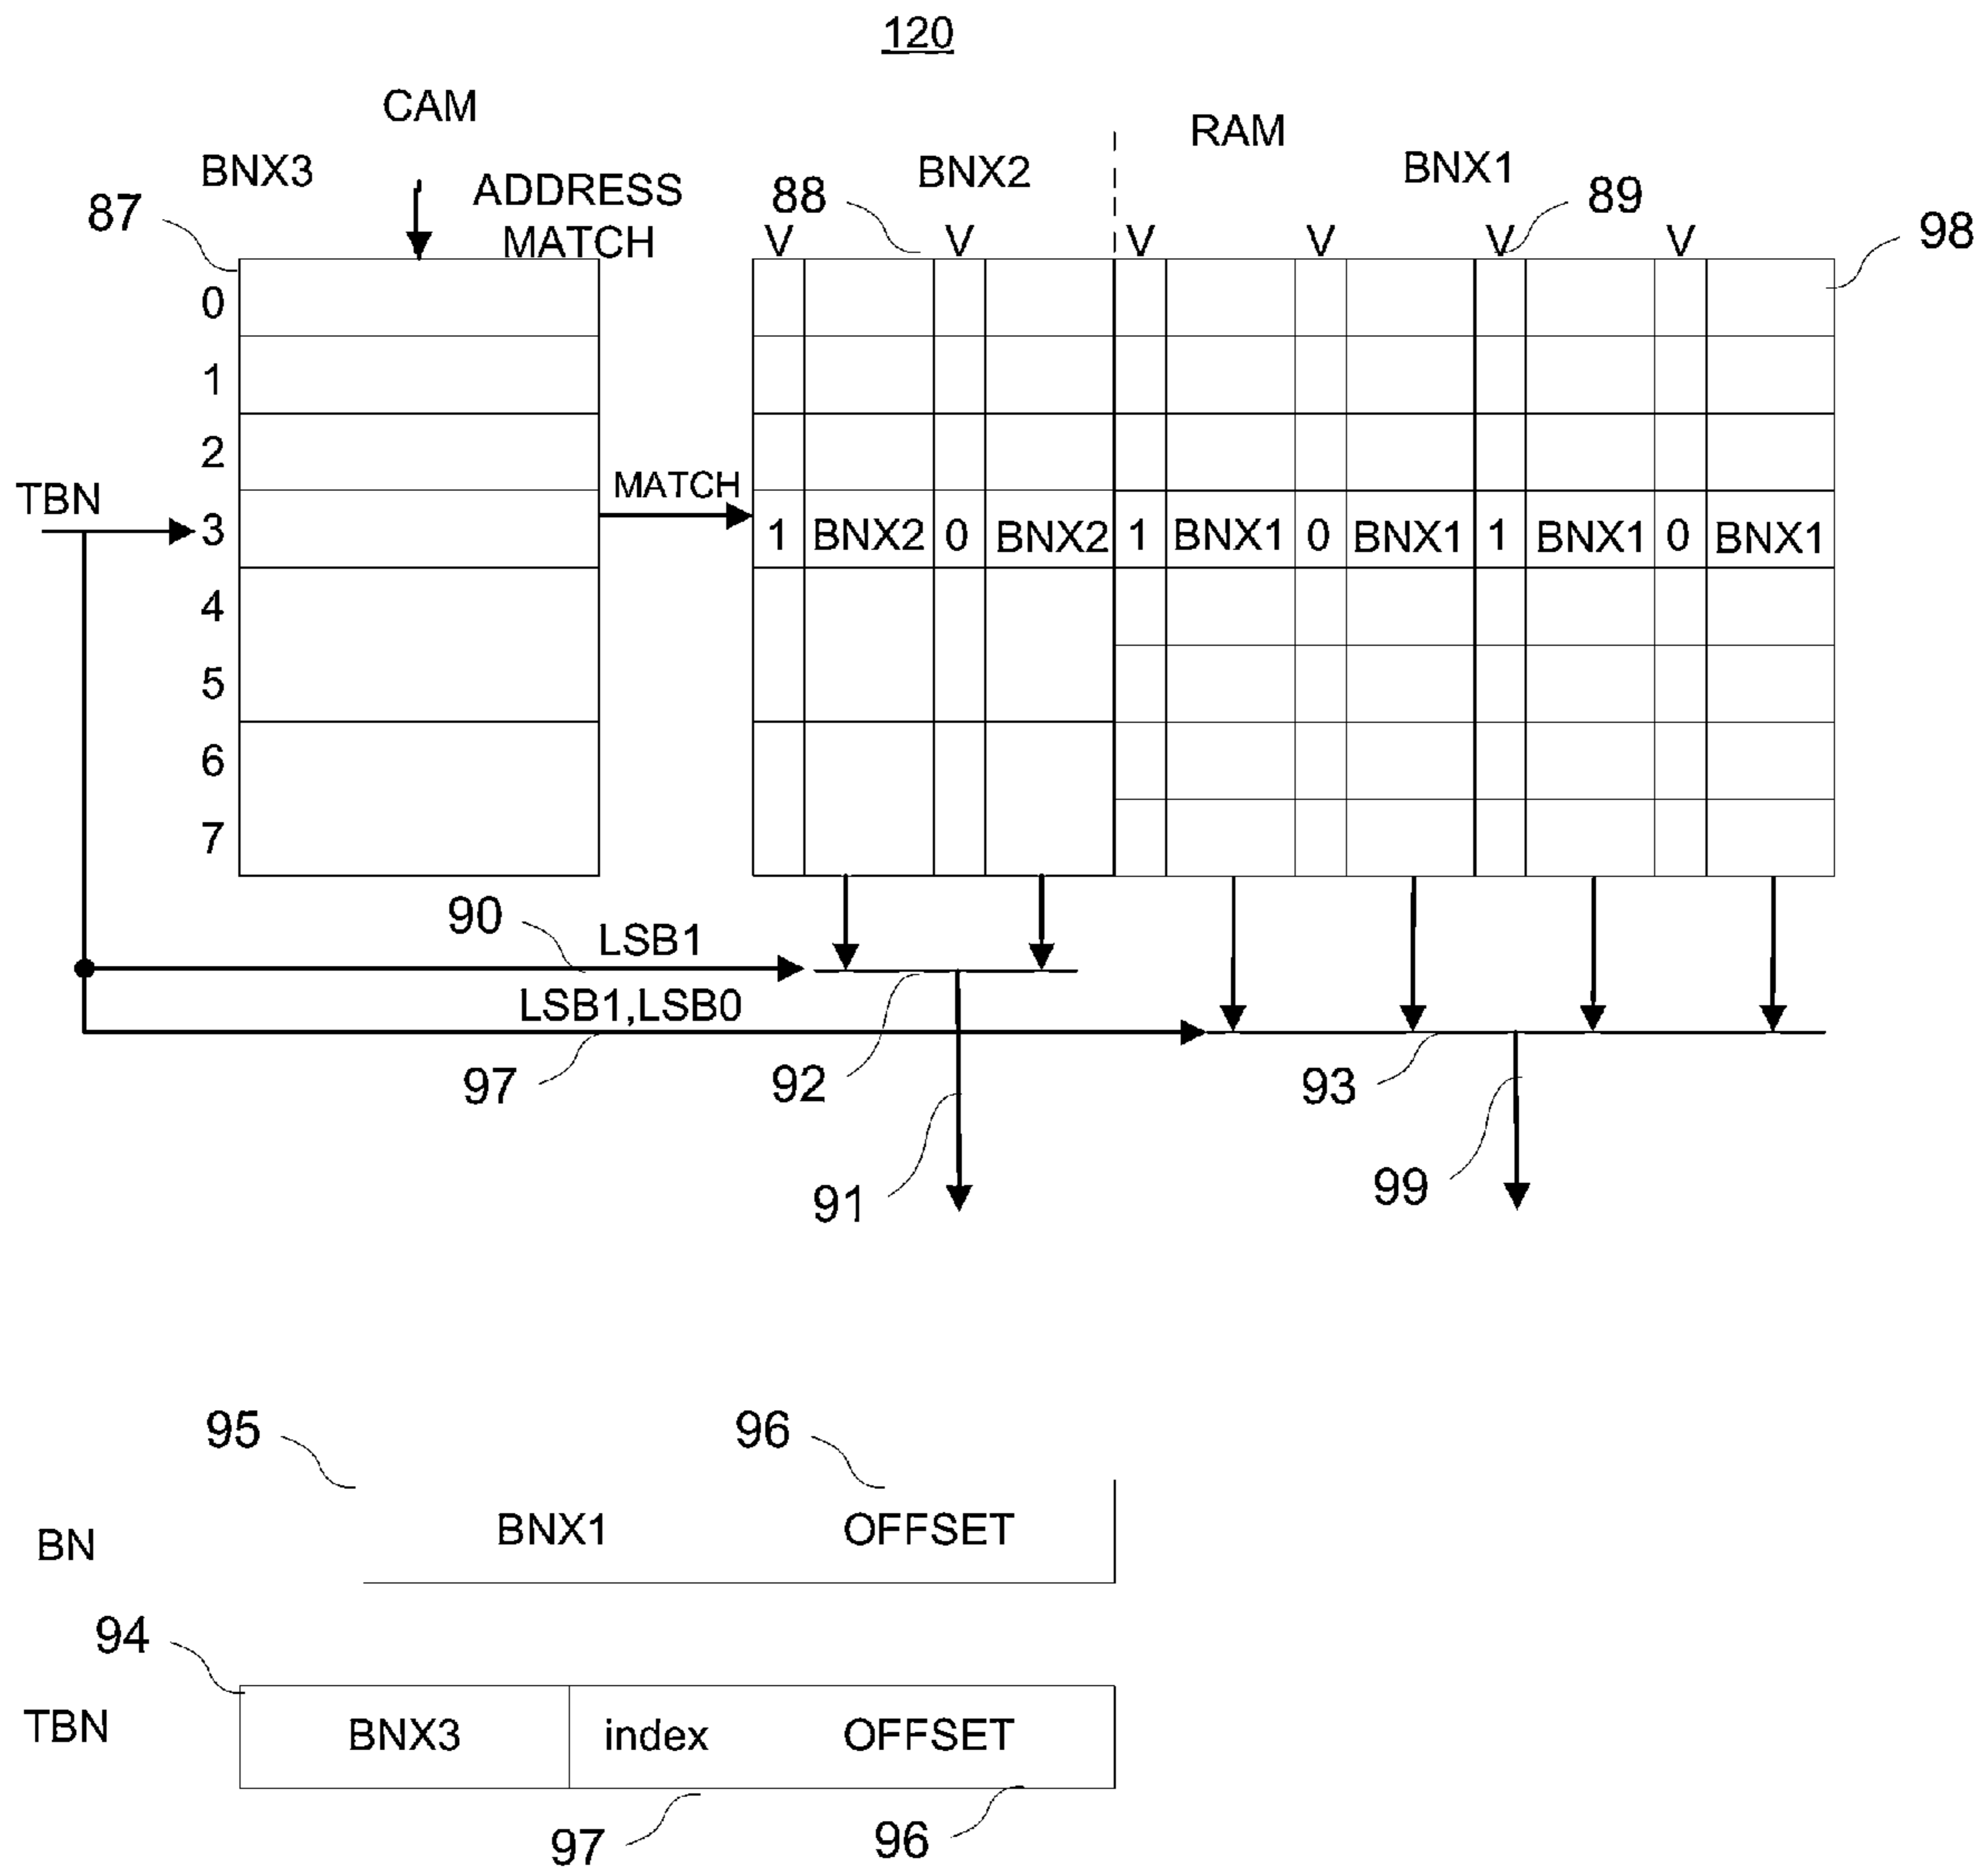 120
CAM
RAM
BNX3
ADDRESS
BNX2
BNX1
87
MATCH
88
89
98
V V V V V V
0
1
2
MATCH
TBN
3 1 BNX2 0 BNX2 1 BNX1 0 BNX1 1 BNX1 0 BNX1
4
5
6
7
90
LSB1
LSB1,LSB0
97
92
93
91
99
95
96
BN
BNX1 OFFSET
94
TBN
BNX3 index OFFSET
97
96